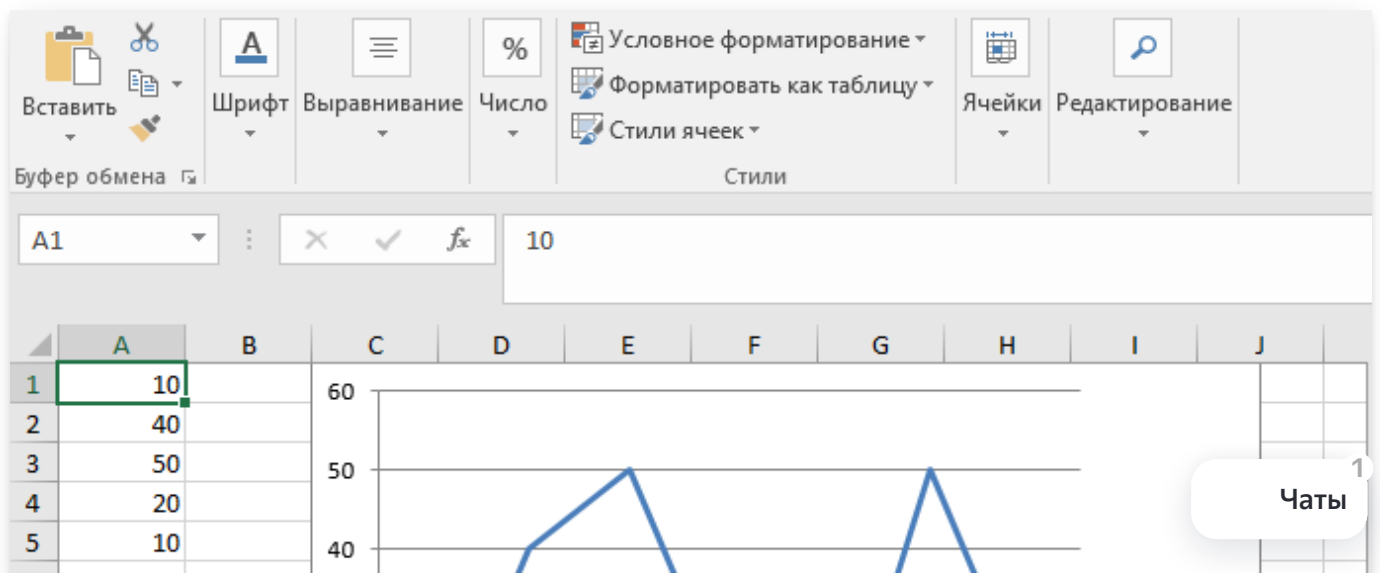 Вставить
Буфер обмена
Шрифт
Выравнивание
Число
Условное форматирование
Форматировать как таблицу
Стили ячеек
Стили
Ячейки
Редактирование
A1
fx
10
A B C D E F G H I J
1 10
2 40
3 50
4 20
5 10
60
50
40
1
Чаты